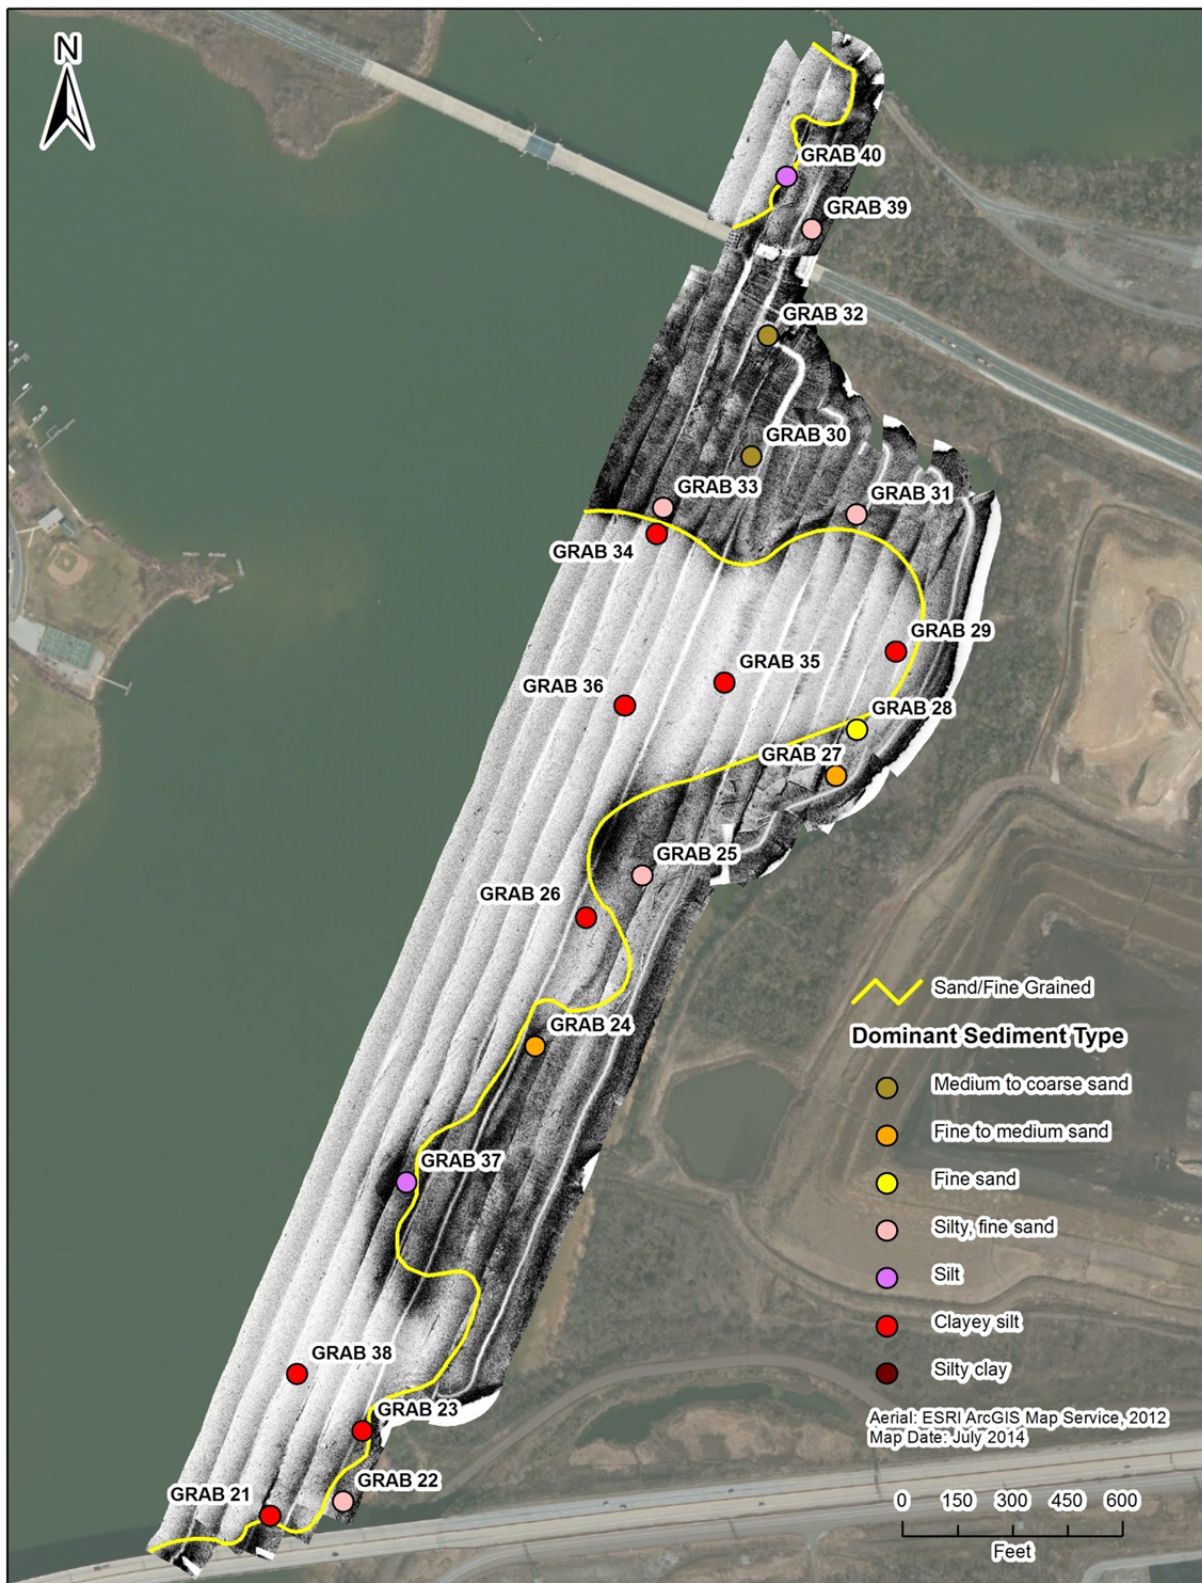 N
GRAB 40
GRAB 39
GRAB 32
GRAB 30
GRAB 33
GRAB 31
GRAB 34
GRAB 29
GRAB 35
GRAB 36
GRAB 28
GRAB 27
GRAB 25
GRAB 26
Sand/Fine Grained
GRAB 24
Dominant Sediment Type
Medium to coarse sand
Fine to medium sand
GRAB 37
Fine sand
Silty, fine sand
Silt
Clayey silt
GRAB 38
Silty clay
GRAB 23
Aerial: ESRI ArcGIS Map Service, 2012
Map Date: July 2014
GRAB 22
GRAB 21
0 150 300 450 600
Feet